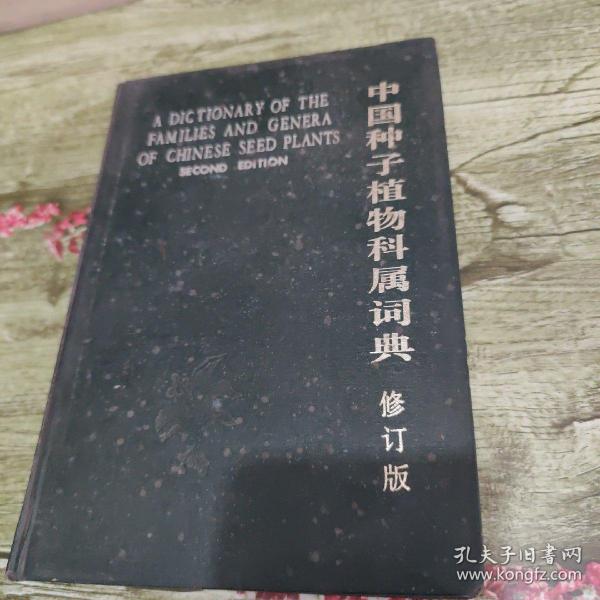 A DICTIONARY OF THE
FAMILIES AND GENERA
OF CHINESE SEED PLANTS
SECOND EDITION
中国种子植物科属词典
修订版
孔夫子旧书网
www.kongfz.com